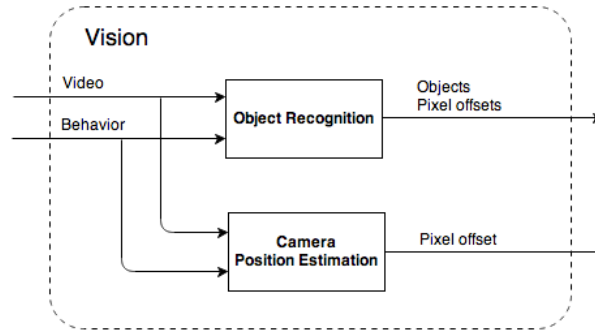 Vision
Video
Behavior
Object Recognition
Objects
Pixel offsets
Camera
Position Estimation
Pixel offset